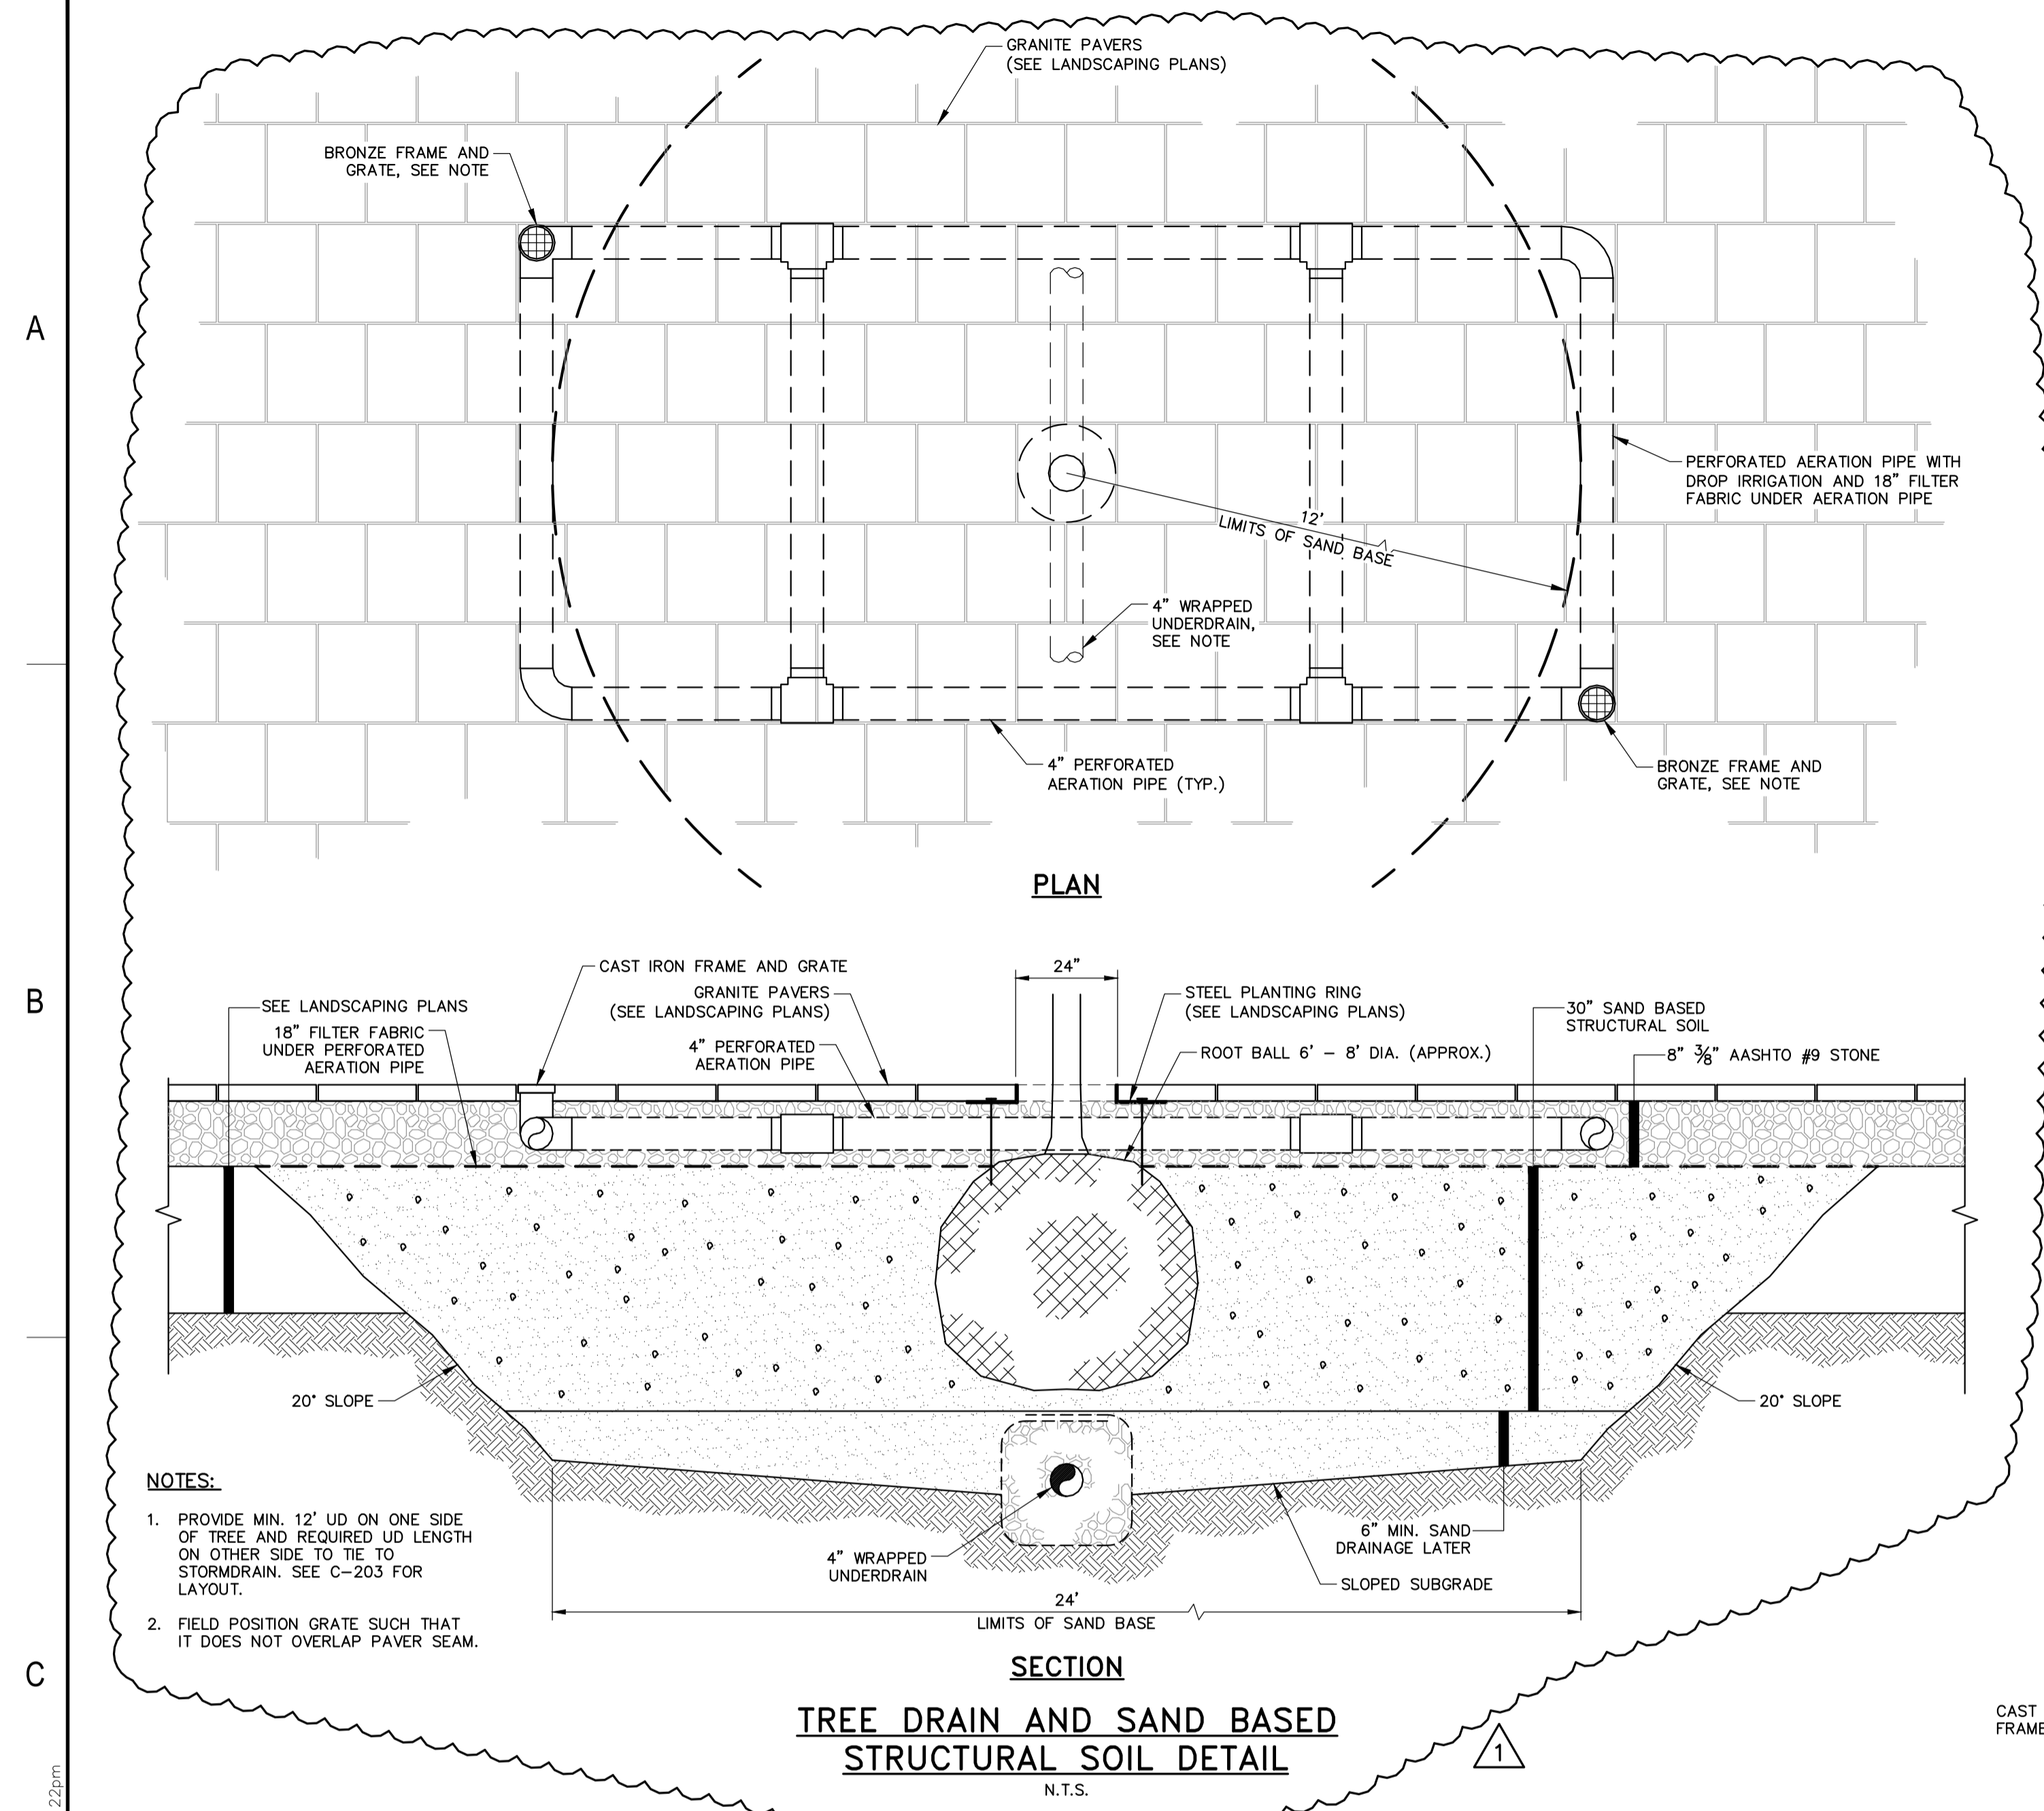 GRANITE PAVERS
(SEE LANDSCAPING PLANS)
BRONZE FRAME AND
GRATE, SEE NOTE
A
PERFORATED AERATION PIPE WITH
DROP IRRIGATION AND 18" FILTER
FABRIC UNDER AERATION PIPE
12'
LIMITS OF SAND BASE
4" WRAPPED
UNDERDRAIN,
SEE NOTE
4" PERFORATED
AERATION PIPE (TYP.)
BRONZE FRAME AND
GRATE, SEE NOTE
PLAN
B
CAST IRON FRAME AND GRATE
24"
SEE LANDSCAPING PLANS
GRANITE PAVERS
(SEE LANDSCAPING PLANS)
STEEL PLANTING RING
(SEE LANDSCAPING PLANS)
30" SAND BASED
STRUCTURAL SOIL
18" FILTER FABRIC
UNDER PERFORATED
AERATION PIPE
4" PERFORATED
AERATION PIPE
ROOT BALL 6' – 8' DIA. (APPROX.)
8" 3/8" AASHTO #9 STONE
20° SLOPE
20° SLOPE
NOTES:
1. PROVIDE MIN. 12' UD ON ONE SIDE
OF TREE AND REQUIRED UD LENGTH
ON OTHER SIDE TO TIE TO
STORMDRAIN. SEE C-203 FOR
LAYOUT.
2. FIELD POSITION GRATE SUCH THAT
IT DOES NOT OVERLAP PAVER SEAM.
4" WRAPPED
UNDERDRAIN
6" MIN. SAND
DRAINAGE LATER
SLOPED SUBGRADE
24'
LIMITS OF SAND BASE
C
SECTION
TREE DRAIN AND SAND BASED
STRUCTURAL SOIL DETAIL
N.T.S.
1
CAST
FRAME
22pm